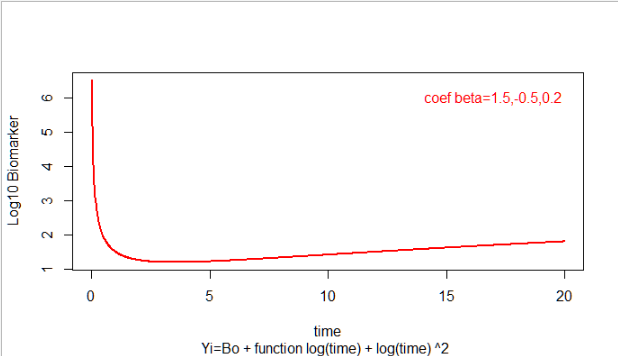 coef beta=1.5,-0.5,0.2
Log10 Biomarker
6
5
4
3
2
1
0 5 10 15 20
time
Yi=Bo + function log(time) + log(time) ^2